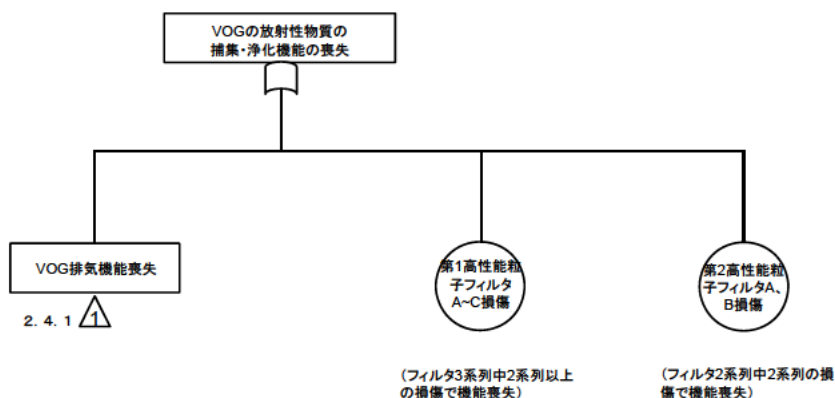 VOGの放射性物質の
捕集・浄化機能の喪失
VOG排気機能喪失
2. 4. 1 1
第1高性能粒
子フィルタ
A~C損傷
(フィルタ3系列中2系列以上
の損傷で機能喪失)
第2高性能粒
子フィルタA、
B損傷
(フィルタ2系列中2系列の損
傷で機能喪失)